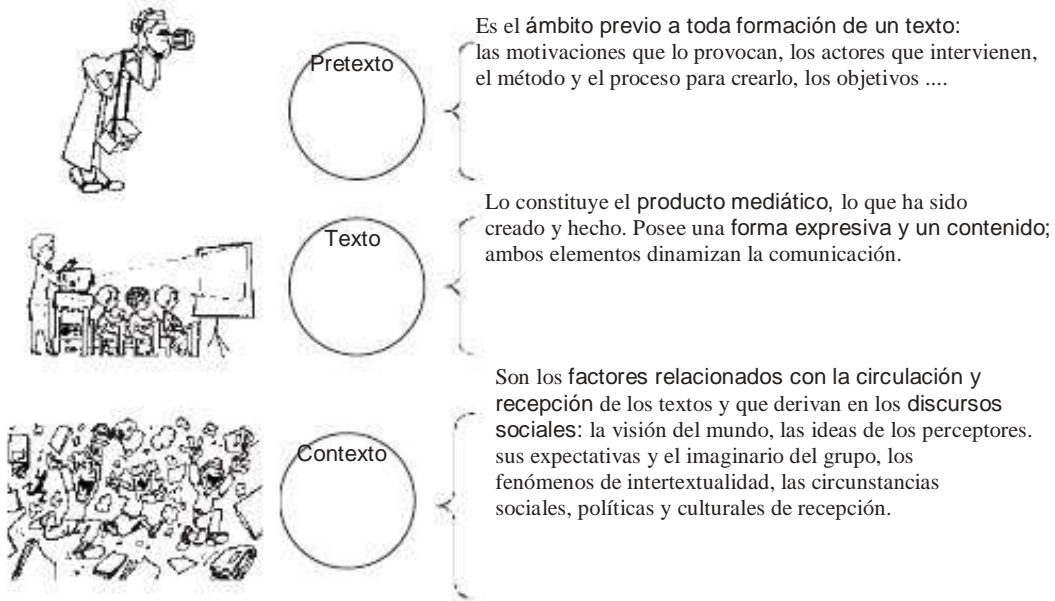 Pretexto
Es el ámbito previo a toda formación de un texto:
las motivaciones que lo provocan, los actores que intervienen,
el método y el proceso para crearlo, los objetivos ....
Texto
Lo constituye el producto mediático, lo que ha sido
creado y hecho. Posee una forma expresiva y un contenido;
ambos elementos dinamizan la comunicación.
Contexto
Son los factores relacionados con la circulación y
recepción de los textos y que derivan en los discursos
sociales: la visión del mundo, las ideas de los perceptores.
sus expectativas y el imaginario del grupo, los
fenómenos de intertextualidad, las circunstancias
sociales, políticas y culturales de recepción.